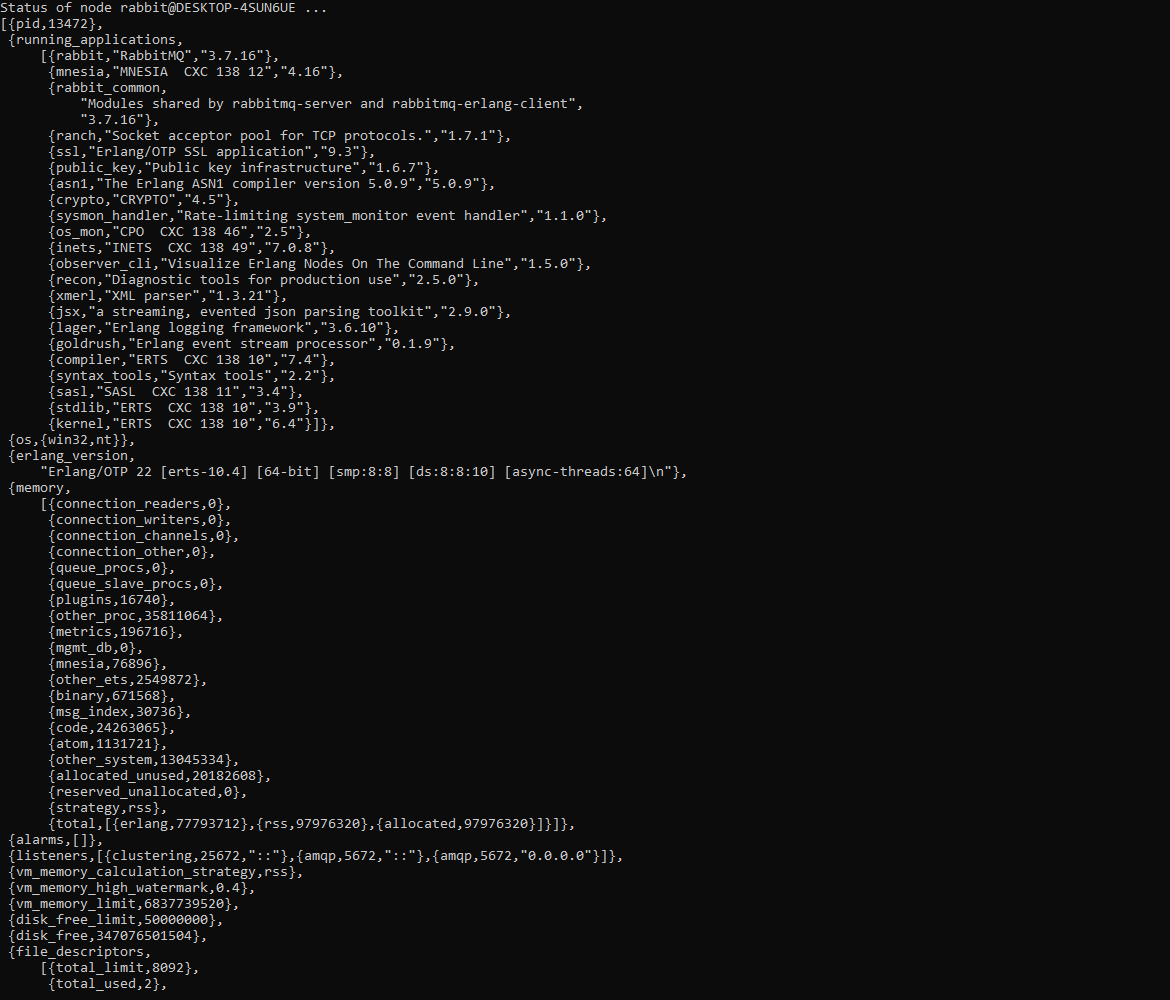 Status of node rabbit@DESKTOP-4SUN6UE ...
[{pid,13472},
 {running_applications,
     [{rabbit,"RabbitMQ","3.7.16"},
      {mnesia,"MNESIA  CXC 138 12","4.16"},
      {rabbit_common,
          "Modules shared by rabbitmq-server and rabbitmq-erlang-client",
          "3.7.16"},
      {ranch,"Socket acceptor pool for TCP protocols.","1.7.1"},
      {ssl,"Erlang/OTP SSL application","9.3"},
      {public_key,"Public key infrastructure","1.6.7"},
      {asn1,"The Erlang ASN1 compiler version 5.0.9","5.0.9"},
      {crypto,"CRYPTO","4.5"},
      {sysmon_handler,"Rate-limiting system_monitor event handler","1.1.0"},
      {os_mon,"CPO  CXC 138 46","2.5"},
      {inets,"INETS  CXC 138 49","7.0.8"},
      {observer_cli,"Visualize Erlang Nodes On The Command Line","1.5.0"},
      {recon,"Diagnostic tools for production use","2.5.0"},
      {xmerl,"XML parser","1.3.21"},
      {jsx,"a streaming, evented json parsing toolkit","2.9.0"},
      {lager,"Erlang logging framework","3.6.10"},
      {goldrush,"Erlang event stream processor","0.1.9"},
      {compiler,"ERTS  CXC 138 10","7.4"},
      {syntax_tools,"Syntax tools","2.2"},
      {sasl,"SASL  CXC 138 11","3.4"},
      {stdlib,"ERTS  CXC 138 10","3.9"},
      {kernel,"ERTS  CXC 138 10","6.4"}]},
 {os,{win32,nt}},
 {erlang_version,
     "Erlang/OTP 22 [erts-10.4] [64-bit] [smp:8:8] [ds:8:8:10] [async-threads:64]\n"},
 {memory,
     [{connection_readers,0},
      {connection_writers,0},
      {connection_channels,0},
      {connection_other,0},
      {queue_procs,0},
      {queue_slave_procs,0},
      {plugins,16740},
      {other_proc,35811064},
      {metrics,196716},
      {mgmt_db,0},
      {mnesia,76896},
      {other_ets,2549872},
      {binary,671568},
      {msg_index,30736},
      {code,24263065},
      {atom,1131721},
      {other_system,13045334},
      {allocated_unused,20182608},
      {reserved_unallocated,0},
      {strategy,rss},
      {total,[{erlang,77793712},{rss,97976320},{allocated,97976320}]}]},
 {alarms,[]},
 {listeners,[{clustering,25672,"::"},{amqp,5672,"::"},{amqp,5672,"0.0.0.0"}]},
 {vm_memory_calculation_strategy,rss},
 {vm_memory_high_watermark,0.4},
 {vm_memory_limit,6837739520},
 {disk_free_limit,50000000},
 {disk_free,347076501504},
 {file_descriptors,
     [{total_limit,8092},
      {total_used,2},